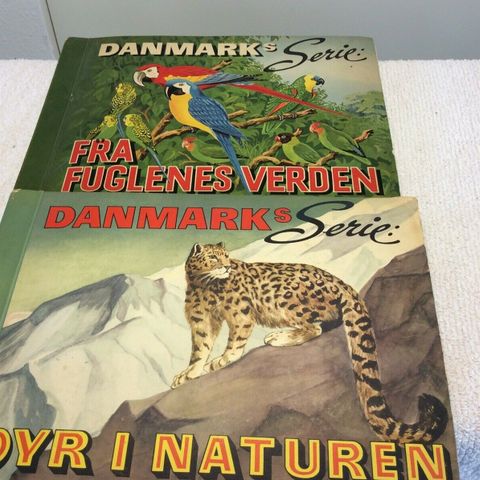 DANMARKs Serie:
FRA
FUGLENES VERDEN
DANMARKs Serie:
DYR I NATUREN